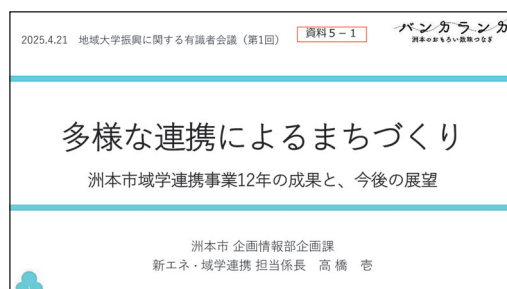 2025.4.21 地域大学振興に関する有識者会議（第1回）
資料５－１
バンカランカ
洲本のおもろい数珠つなぎ
多様な連携によるまちづくり
洲本市域学連携事業12年の成果と、今後の展望
洲本市 企画情報部企画課
新エネ・域学連携 担当係長 高橋 壱